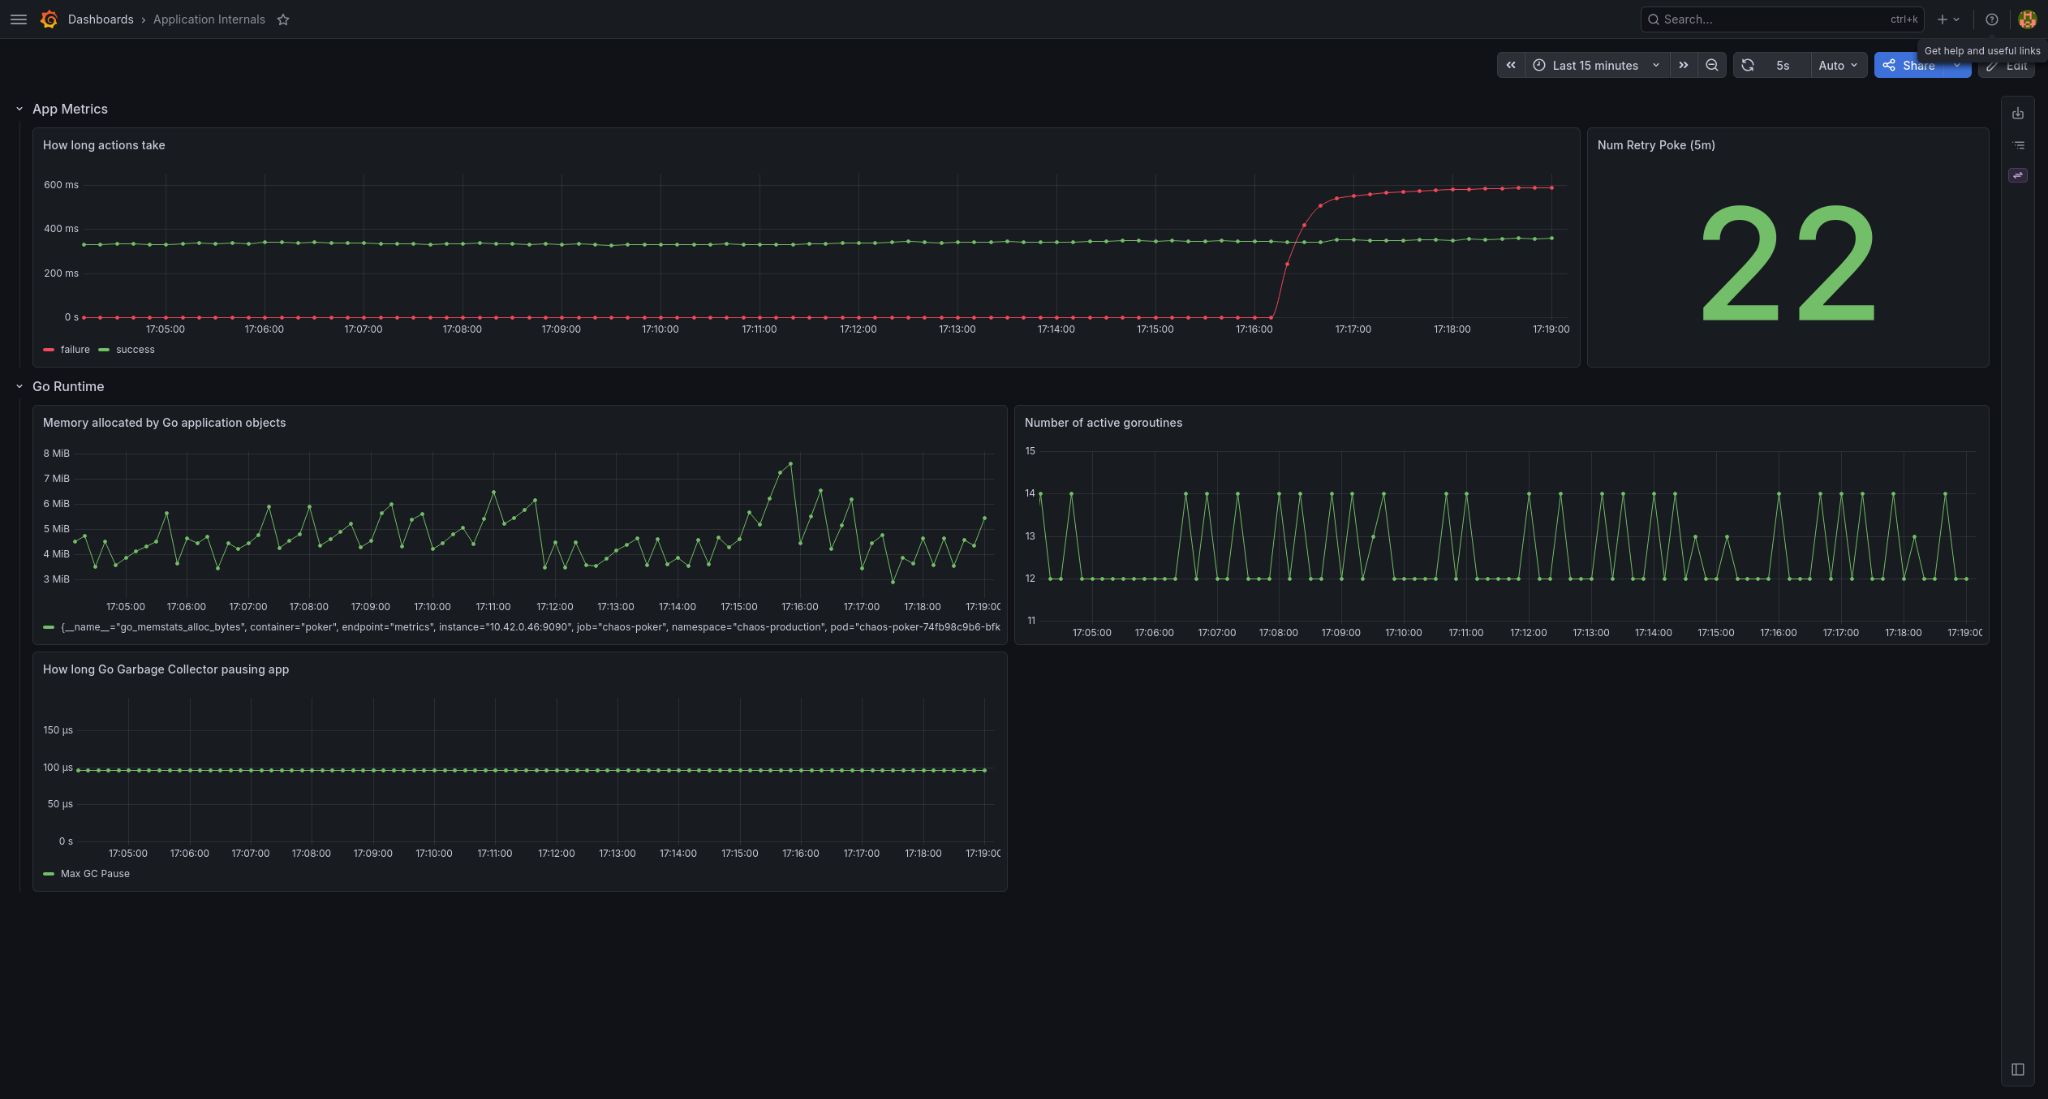 Dashboards › Application Internals
Search... ctrl+k
Get help and useful links
Last 15 minutes 5s Auto Share Edit
App Metrics
How long actions take
600 ms
400 ms
200 ms
0 s
17:05:00 17:06:00 17:07:00 17:08:00 17:09:00 17:10:00 17:11:00 17:12:00 17:13:00 17:14:00 17:15:00 17:16:00 17:17:00 17:18:00 17:19:00
failure success
Num Retry Poke (5m)
22
Go Runtime
Memory allocated by Go application objects
8 MiB
7 MiB
6 MiB
5 MiB
4 MiB
3 MiB
17:05:00 17:06:00 17:07:00 17:08:00 17:09:00 17:10:00 17:11:00 17:12:00 17:13:00 17:14:00 17:15:00 17:16:00 17:17:00 17:18:00 17:19:00
{__name__="go_memstats_alloc_bytes", container="poker", endpoint="metrics", instance="10.42.0.46:9090", job="chaos-poker", namespace="chaos-production", pod="chaos-poker-74fb98c9b6-bfk
Number of active goroutines
15
14
13
12
11
17:05:00 17:06:00 17:07:00 17:08:00 17:09:00 17:10:00 17:11:00 17:12:00 17:13:00 17:14:00 17:15:00 17:16:00 17:17:00 17:18:00 17:19:00
How long Go Garbage Collector pausing app
150 µs
100 µs
50 µs
0 s
17:05:00 17:06:00 17:07:00 17:08:00 17:09:00 17:10:00 17:11:00 17:12:00 17:13:00 17:14:00 17:15:00 17:16:00 17:17:00 17:18:00 17:19:00
Max GC Pause